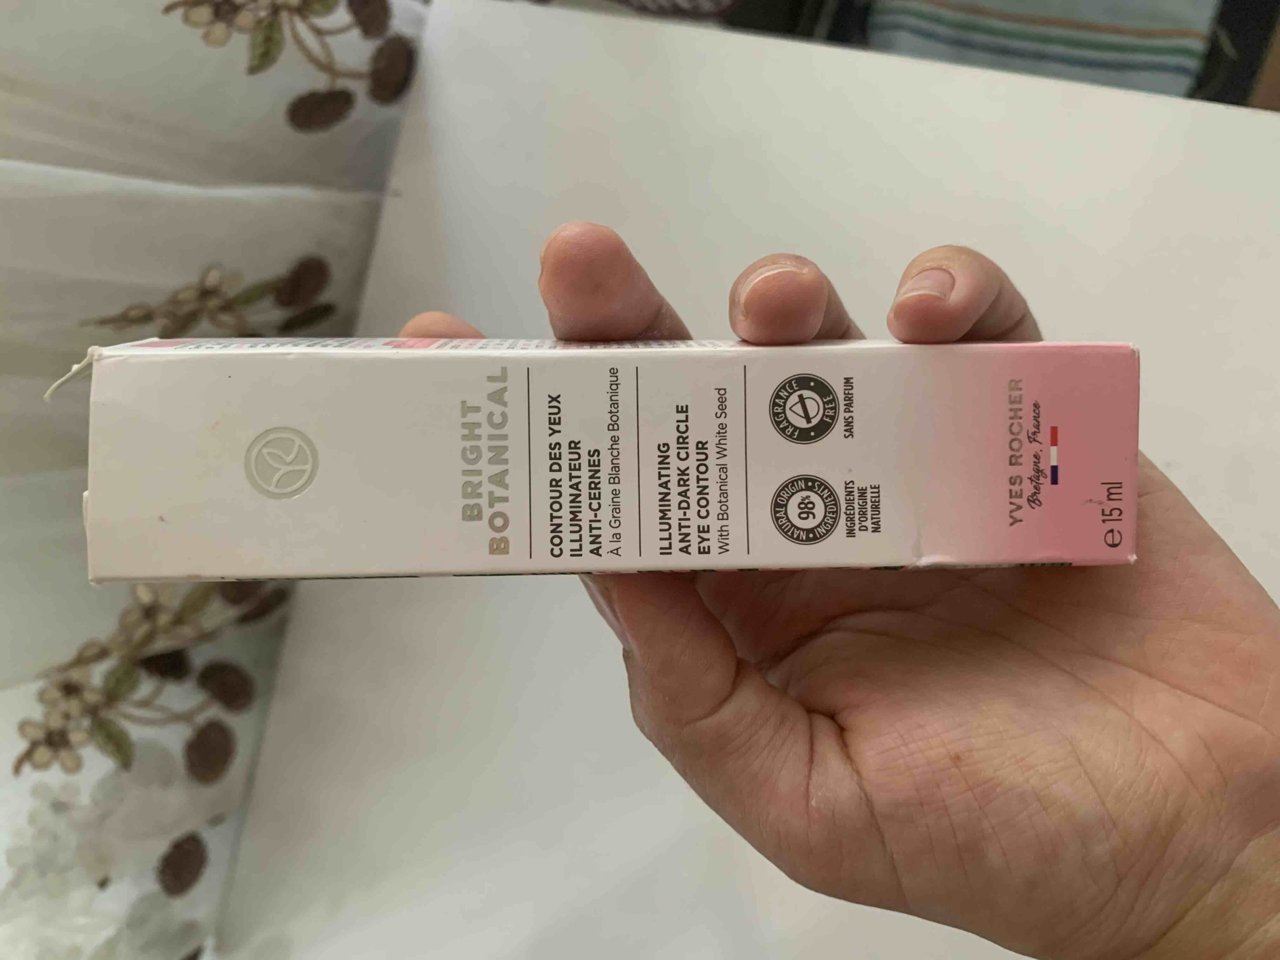 BRIGHT
BOTANICAL
CONTOUR DES YEUX
ILLUMINATEUR
ANTI-CERNES
À la Graine Blanche Botanique
ILLUMINATING
ANTI-DARK CIRCLE
EYE CONTOUR
With Botanical White Seed
NATURAL ORIGIN • INGREDIENTS •
98%
INGRÉDIENTS
D'ORIGINE
NATURELLE
FRAGRANCE • FREE •
SANS PARFUM
YVES ROCHER
Bretagne, France
e 15 ml